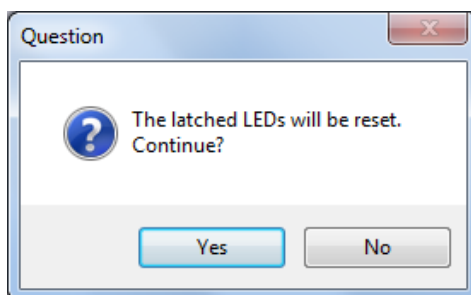 Question
The latched LEDs will be reset.
Continue?
Yes
No